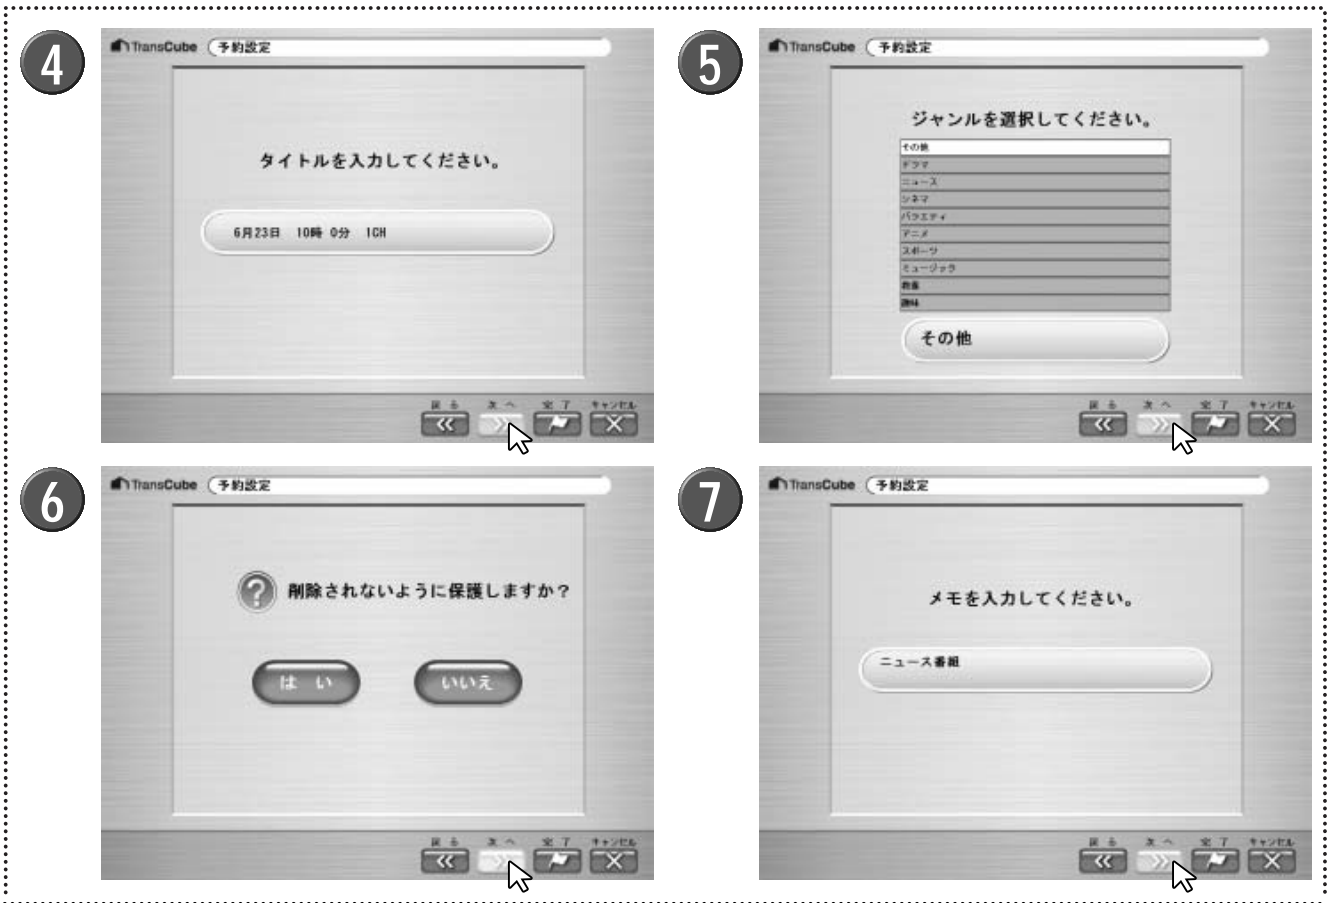 4
TransCube 予約設定
タイトルを入力してください。
6月23日 10時 0分 1CH
戻る 次へ 完了 キャンセル
5
TransCube 予約設定
ジャンルを選択してください。
その他
ドラマ
ニュース
シネマ
バラエティ
アニメ
スポーツ
ミュージック
教養
趣味
その他
戻る 次へ 完了 キャンセル
6
TransCube 予約設定
? 削除されないように保護しますか？
はい いいえ
戻る 次へ 完了 キャンセル
7
TransCube 予約設定
メモを入力してください。
ニュース番組
戻る 次へ 完了 キャンセル